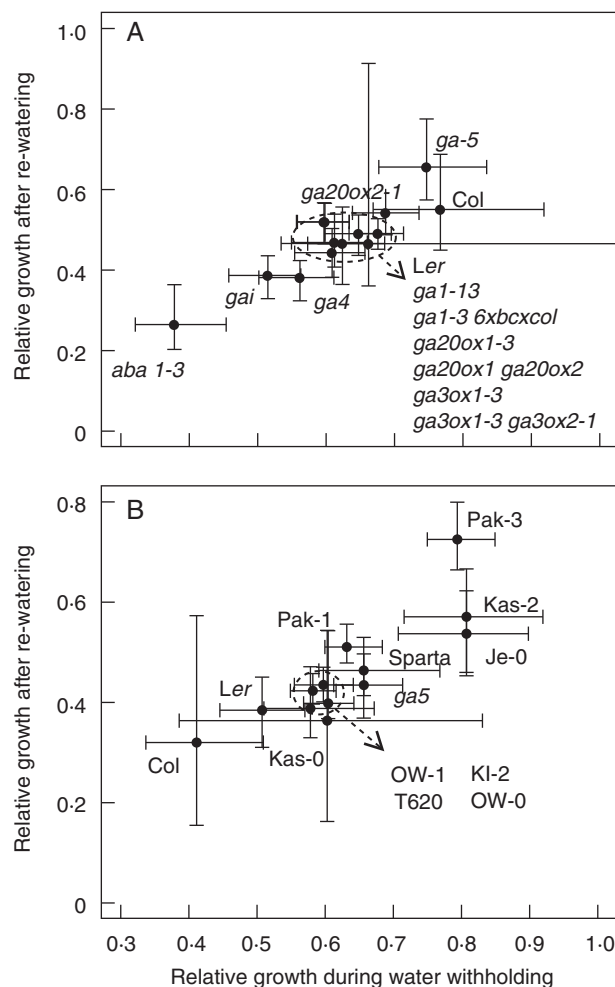 A
1·0
0·8
0·6
0·4
0·2
0
Relative growth after re-watering
ga-5
ga20ox2-1
Col
gai
ga4
aba 1-3
Ler
ga1-13
ga1-3 6xbcxcol
ga20ox1-3
ga20ox1 ga20ox2
ga3ox1-3
ga3ox1-3 ga3ox2-1
B
0·8
0·6
0·4
0·2
0
Relative growth after re-watering
Pak-3
Pak-1
Kas-2
Sparta
Je-0
Ler
ga5
Col
Kas-0
OW-1 KI-2
T620 OW-0
0·3 0·4 0·5 0·6 0·7 0·8 0·9 1·0
Relative growth during water withholding